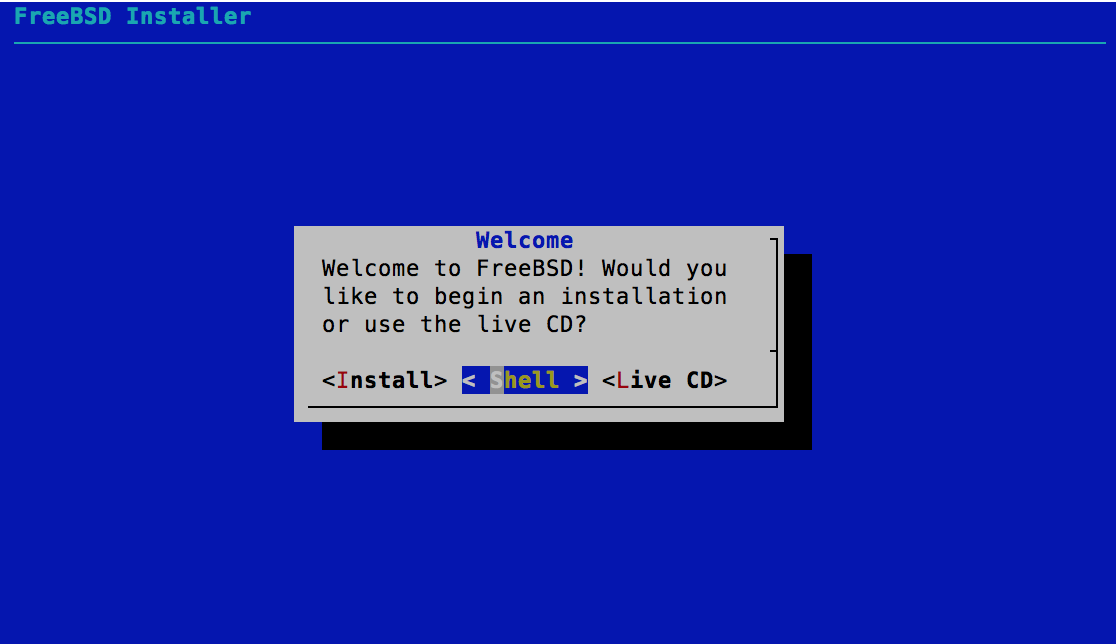 FreeBSD Installer
Welcome
Welcome to FreeBSD! Would you
like to begin an installation
or use the live CD?
<Install> < Shell > <Live CD>